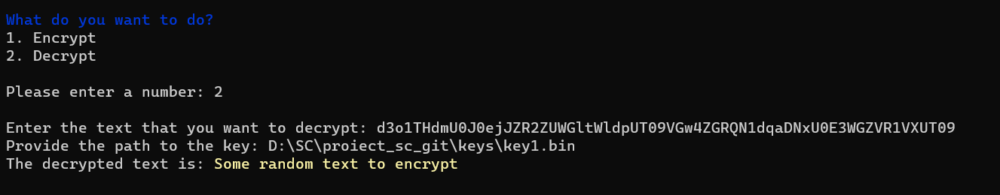 What do you want to do?
1. Encrypt
2. Decrypt
Please enter a number: 2
Enter the text that you want to decrypt: d3o1THdmU0J0ejJZR2ZUWGltWldpUT09VGw4ZGRQN1dqaDNxU0E3WGZVR1VXUT09
Provide the path to the key: D:\SC\proiect_sc_git\keys\key1.bin
The decrypted text is: Some random text to encrypt